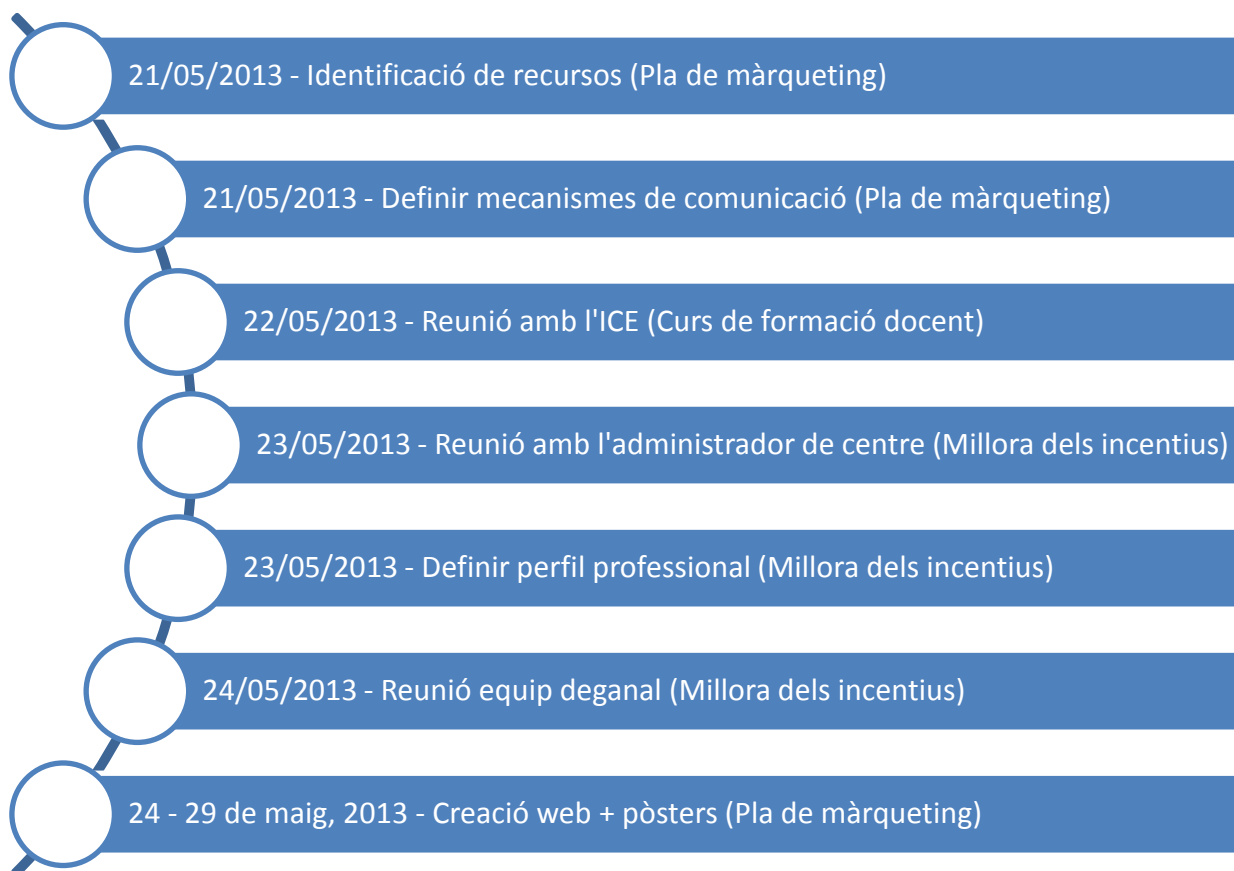 21/05/2013 - Identificació de recursos (Pla de màrqueting)
21/05/2013 - Definir mecanismes de comunicació (Pla de màrqueting)
22/05/2013 - Reunió amb l'ICE (Curs de formació docent)
23/05/2013 - Reunió amb l'administrador de centre (Millora dels incentius)
23/05/2013 - Definir perfil professional (Millora dels incentius)
24/05/2013 - Reunió equip deganal (Millora dels incentius)
24 - 29 de maig, 2013 - Creació web + pòsters (Pla de màrqueting)